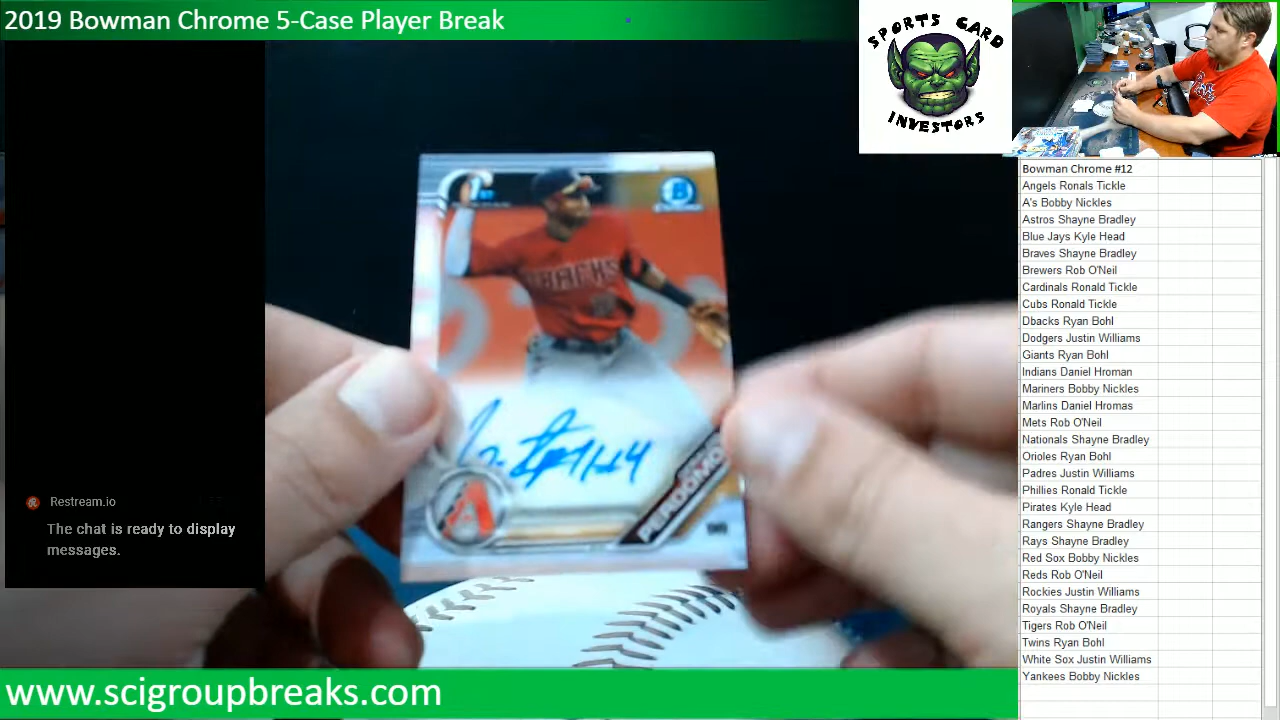 2019 Bowman Chrome 5-Case Player Break
SPORTS CARD
INVESTORS
Bowman Chrome #12
Angels Ronals Tickle
A's Bobby Nickles
Astros Shayne Bradley
Blue Jays Kyle Head
Braves Shayne Bradley
Brewers Rob O'Neil
Cardinals Ronald Tickle
Cubs Ronald Tickle
Dbacks Ryan Bohl
Dodgers Justin Williams
Giants Ryan Bohl
Indians Daniel Hroman
Mariners Bobby Nickles
Marlins Daniel Hromas
Mets Rob O'Neil
Nationals Shayne Bradley
Orioles Ryan Bohl
Padres Justin Williams
Phillies Ronald Tickle
Pirates Kyle Head
Rangers Shayne Bradley
Rays Shayne Bradley
Red Sox Bobby Nickles
Reds Rob O'Neil
Rockies Justin Williams
Royals Shayne Bradley
Tigers Rob O'Neil
Twins Ryan Bohl
White Sox Justin Williams
Yankees Bobby Nickles
1st
B
D-BACKS
PERDOMO
A
Restream.io
The chat is ready to display
messages.
www.scigroupbreaks.com